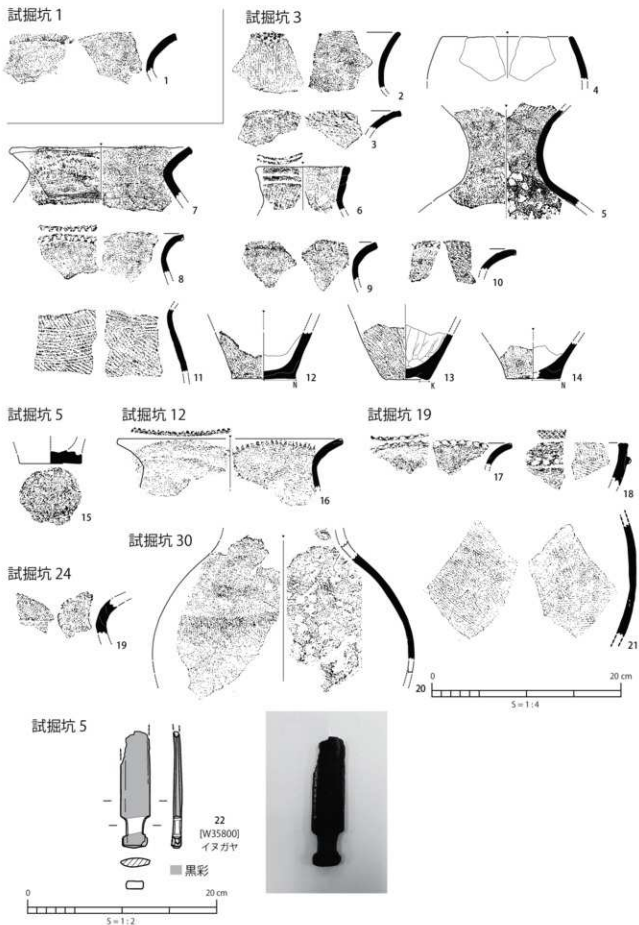 試掘坑 1
1
試掘坑 3
2
3
4
5
6
7
8
9
10
11
12
N
13
K
14
N
試掘坑 5
15
試掘坑 12
16
試掘坑 19
17
18
試掘坑 24
19
試掘坑 30
20
21
0 20 cm
S = 1 : 4
試掘坑 5
22
[W35800]
イヌガヤ
黒彩
0 20 cm
S = 1 : 2